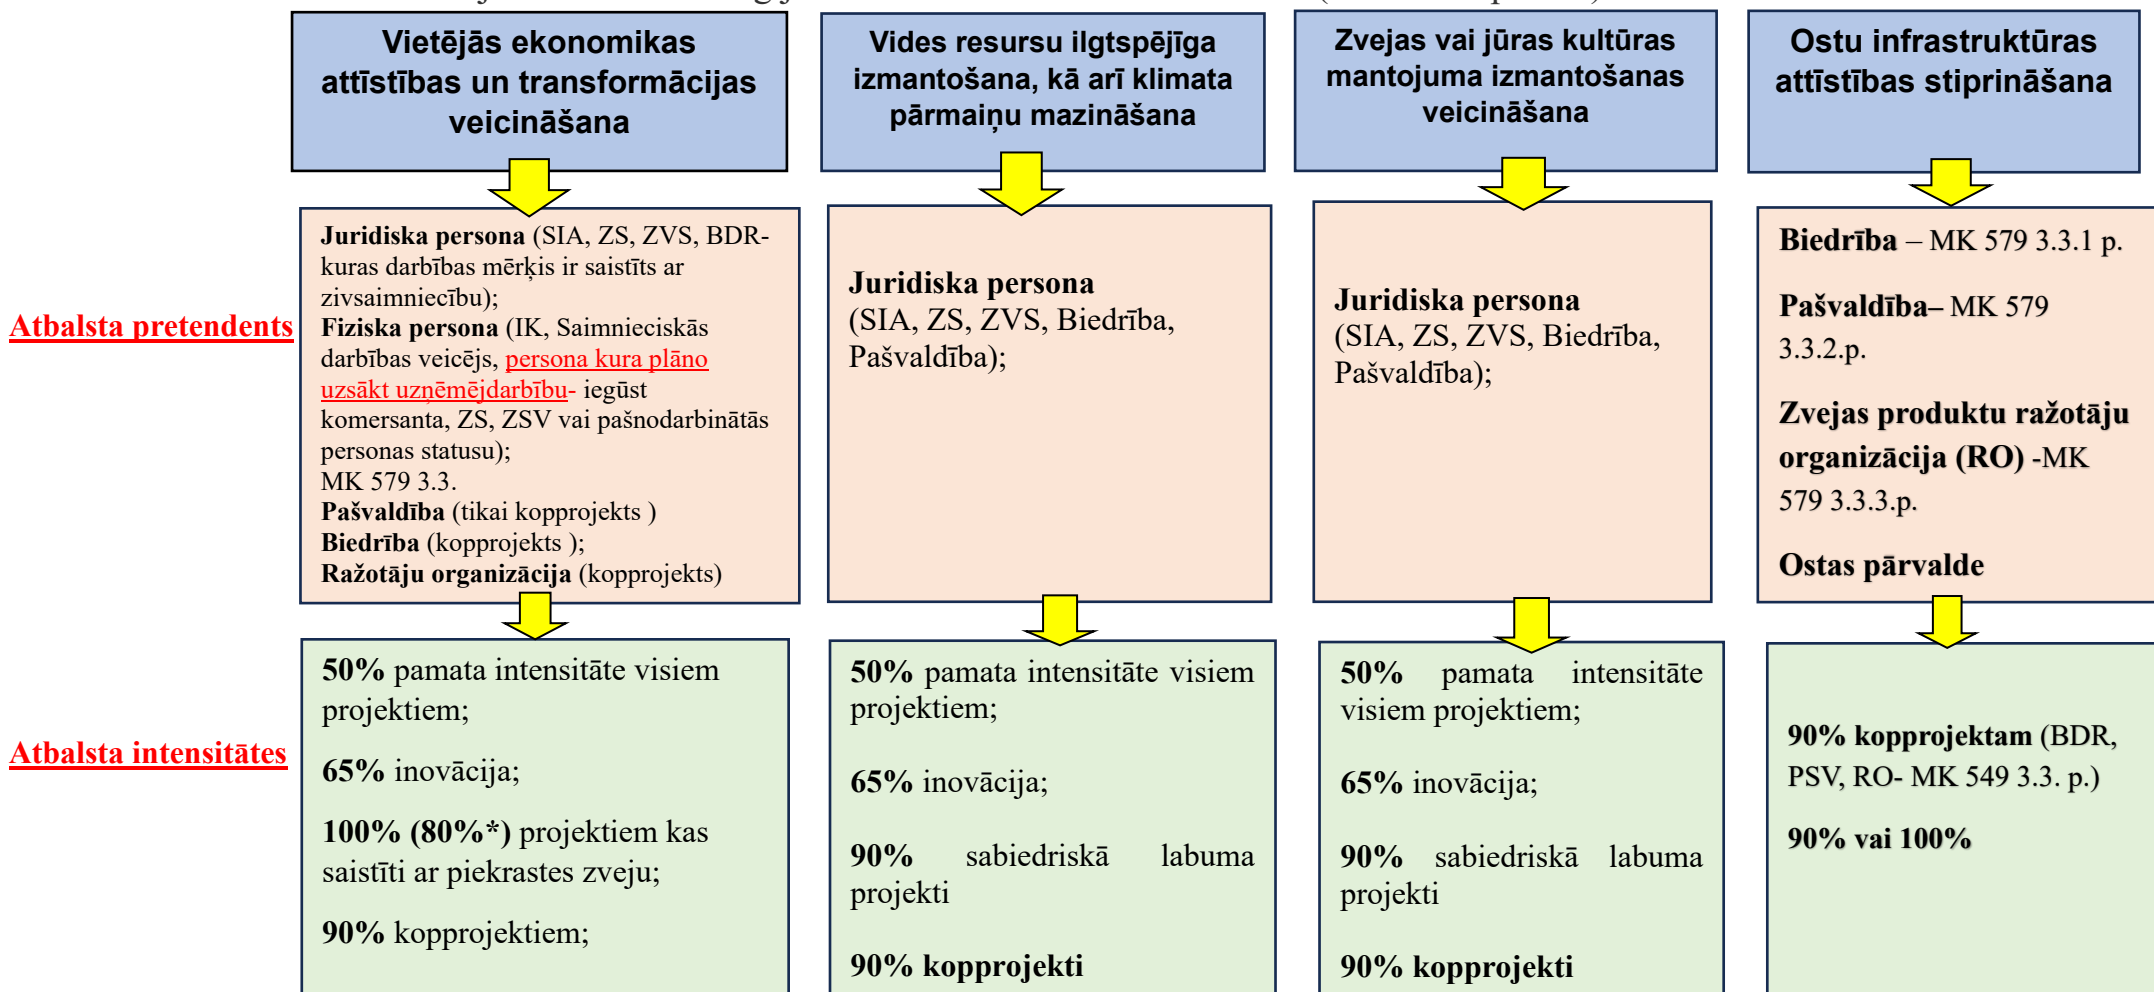 Vietējās ekonomikas
attīstības un transformācijas
veicināšana
Vides resursu ilgtspējīga
izmantošana, kā arī klimata
pārmaiņu mazināšana
Zvejas vai jūras kultūras
mantojuma izmantošanas
veicināšana
Ostu infrastruktūras
attīstības stiprināšana
Atbalsta pretendents
Juridiska persona (SIA, ZS, ZVS, BDR-
kuras darbības mērķis ir saistīts ar
zivsaimniecību);
Fiziska persona (IK, Saimnieciskās
darbības veicējs, persona kura plāno
uzsākt uzņēmējdarbību- iegūst
komersanta, ZS, ZSV vai pašnodarbinātās
personas statusu);
MK 579 3.3.
Pašvaldība (tikai kopprojekts )
Biedrība (kopprojekts );
Ražotāju organizācija (kopprojekts)
Juridiska persona
(SIA, ZS, ZVS, Biedrība,
Pašvaldība);
Juridiska persona
(SIA, ZS, ZVS, Biedrība,
Pašvaldība);
Biedrība – MK 579 3.3.1 p.
Pašvaldība– MK 579
3.3.2.p.
Zvejas produktu ražotāju
organizācija (RO) -MK
579 3.3.3.p.
Ostas pārvalde
Atbalsta intensitātes
50% pamata intensitāte visiem
projektiem;
65% inovācija;
100% (80%*) projektiem kas
saistīti ar piekrastes zveju;
90% kopprojektiem;
50% pamata intensitāte visiem
projektiem;
65% inovācija;
90% sabiedriskā labuma
projekti
90% kopprojekti
50% pamata intensitāte
visiem projektiem;
65% inovācija;
90% sabiedriskā labuma
projekti
90% kopprojekti
90% kopprojektam (BDR,
PSV, RO- MK 549 3.3. p.)
90% vai 100%